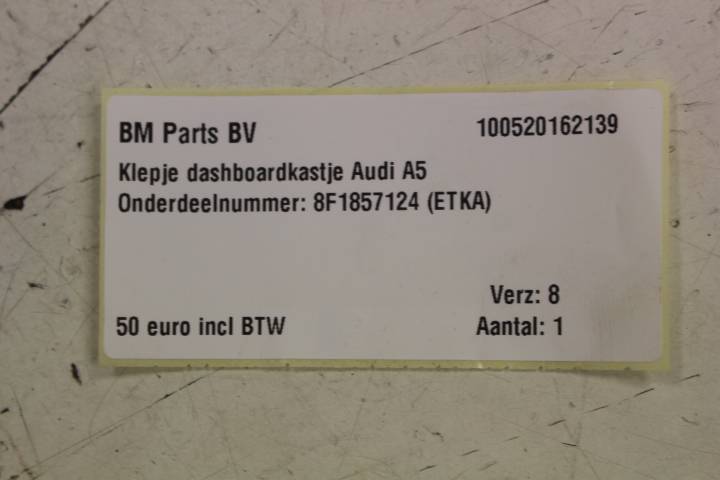 BM Parts BV 100520162139
Klepje dashboardkastje Audi A5
Onderdeelnummer: 8F1857124 (ETKA)
Verz: 8
50 euro incl BTW Aantal: 1